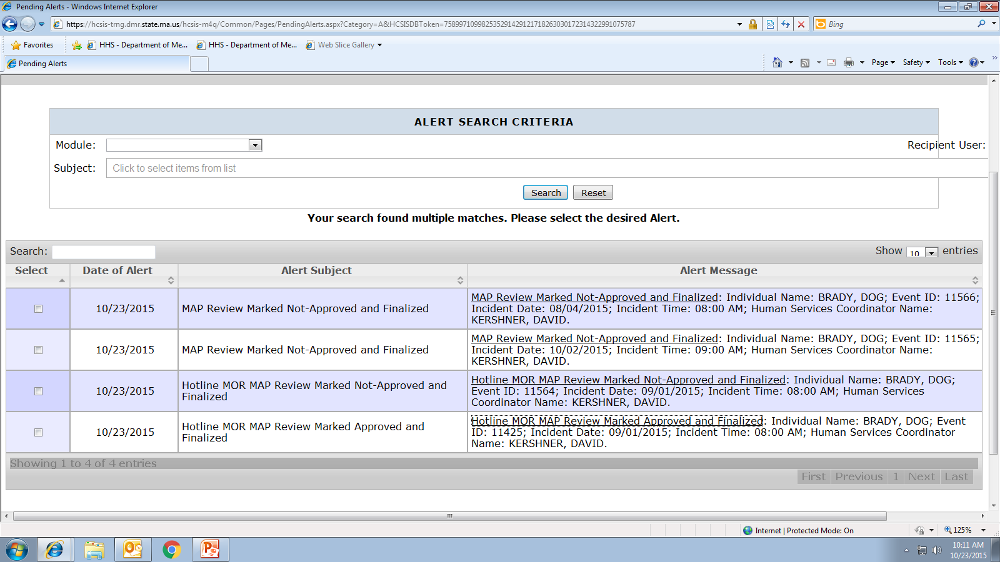 Pending Alerts - Windows Internet Explorer
https://hcsis-trng.dmr.state.ma.us/hcsis-m4q/Common/Pages/PendingAlerts.aspx?Category=A&HCSISDBToken=758997109982535291429121718263030172314322991075787
Bing
Favorites
HHS - Department of Me...
HHS - Department of Me...
Web Slice Gallery
Pending Alerts
Page
Safety
Tools
ALERT SEARCH CRITERIA
Module:
Recipient User:
Subject:
Click to select items from list
Search
Reset
Your search found multiple matches. Please select the desired Alert.
Search:
Show 10 entries
Select
Date of Alert
Alert Subject
Alert Message
10/23/2015
MAP Review Marked Not-Approved and Finalized
MAP Review Marked Not-Approved and Finalized: Individual Name: BRADY, DOG; Event ID: 11566;
Incident Date: 08/04/2015; Incident Time: 08:00 AM; Human Services Coordinator Name:
KERSHNER, DAVID.
10/23/2015
MAP Review Marked Not-Approved and Finalized
MAP Review Marked Not-Approved and Finalized: Individual Name: BRADY, DOG; Event ID: 11565;
Incident Date: 10/02/2015; Incident Time: 09:00 AM; Human Services Coordinator Name:
KERSHNER, DAVID.
10/23/2015
Hotline MOR MAP Review Marked Not-Approved and
Finalized
Hotline MOR MAP Review Marked Not-Approved and Finalized: Individual Name: BRADY, DOG;
Event ID: 11564; Incident Date: 09/01/2015; Incident Time: 08:00 AM; Human Services
Coordinator Name: KERSHNER, DAVID.
10/23/2015
Hotline MOR MAP Review Marked Approved and
Finalized
Hotline MOR MAP Review Marked Approved and Finalized: Individual Name: BRADY, DOG; Event
ID: 11425; Incident Date: 09/01/2015; Incident Time: 08:00 AM; Human Services Coordinator
Name: KERSHNER, DAVID.
Showing 1 to 4 of 4 entries
First
Previous
1
Next
Last
Internet | Protected Mode: On
125%
10:11 AM
10/23/2015